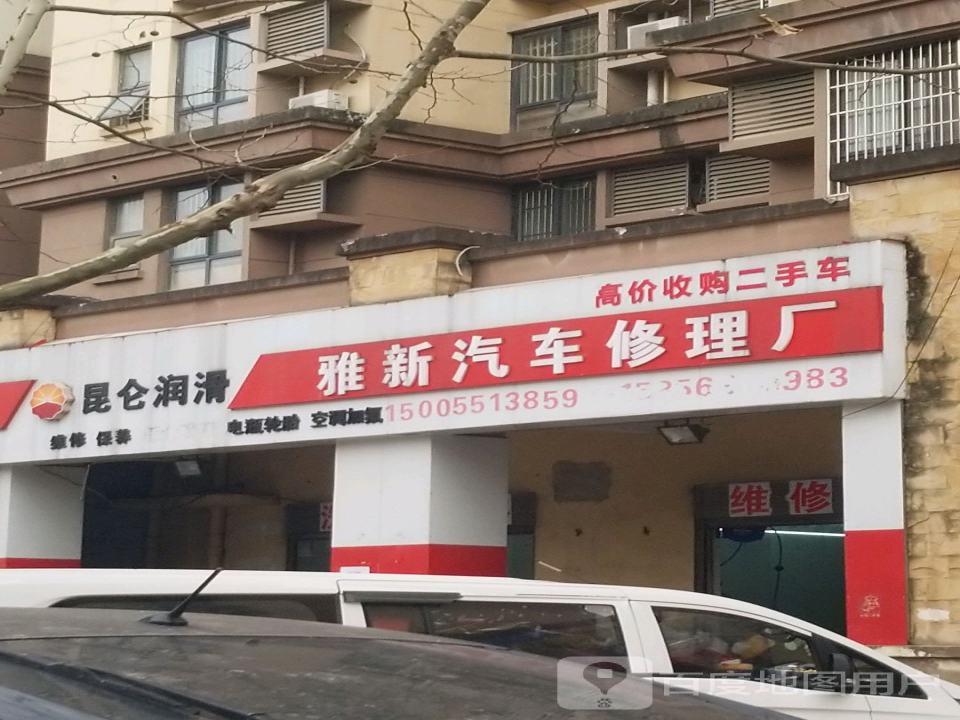 高价收购二手车
雅新汽车修理厂
昆仑润滑
维修 保养 电瓶轮胎 空调加氟 15005513859
983
维修
百度地图用户